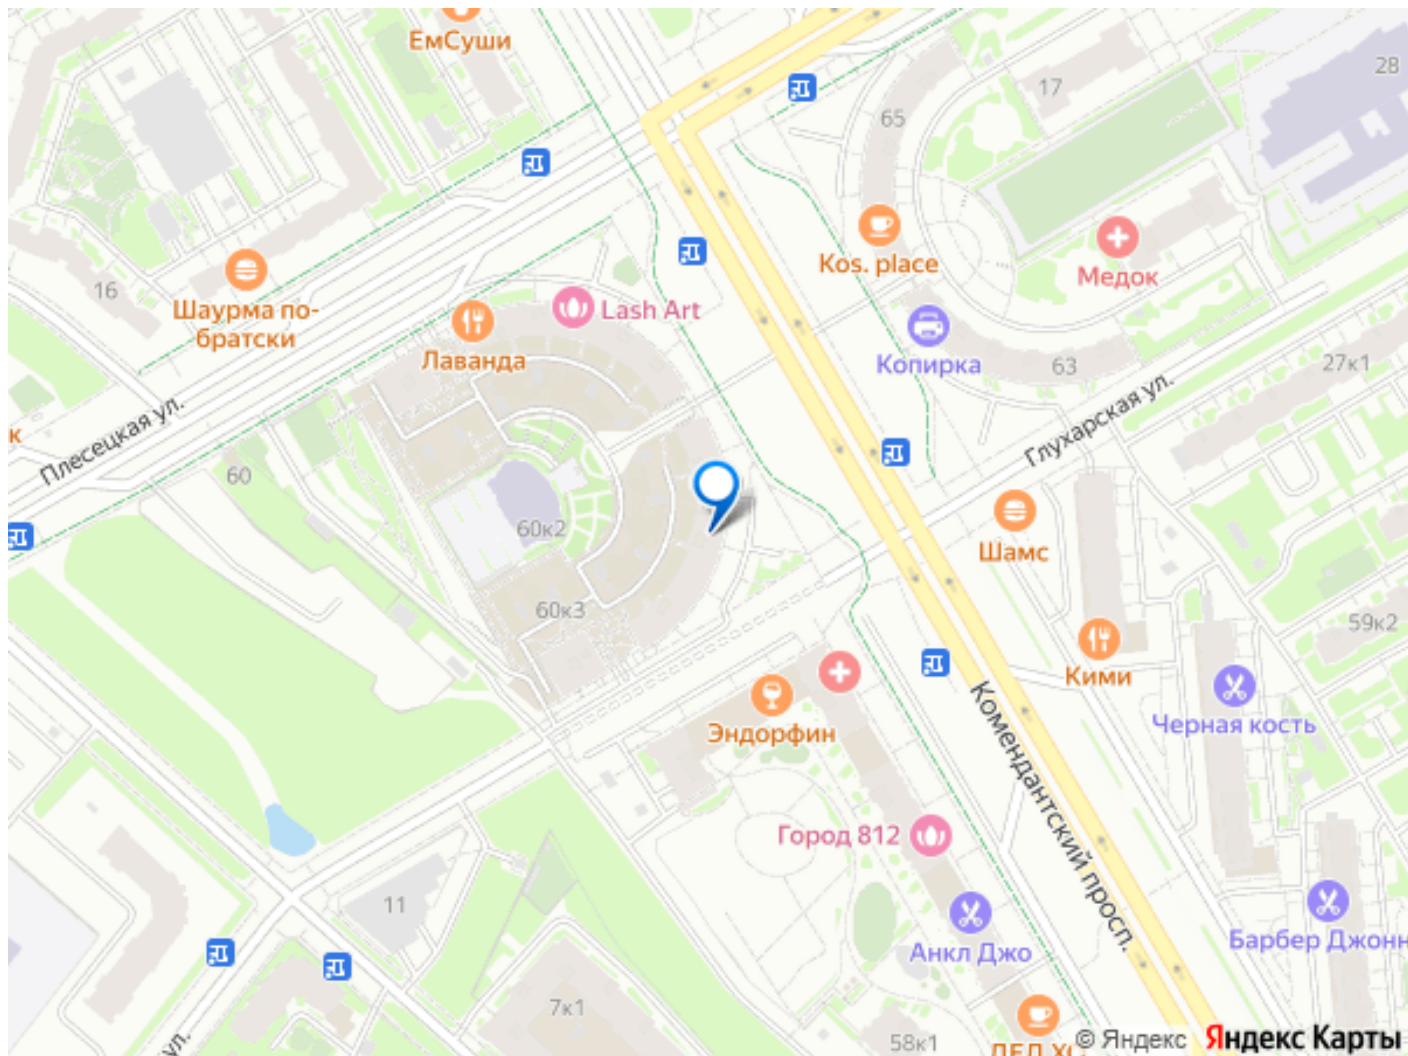 ЕмСуши
28
17
65
Kos. place
Медок
16
Шаурма по-
братски
Lash Art
Лаванда
Копирка
63
27к1
Плесецкая ул.
Глухарская ул.
к
60
60к2
60к3
Шамс
59к2
Кими
Эндорфин
Черная кость
Комендантский просп.
Город 812
11
Анкл Джо
Барбер Джонн
7к1
58к1
ул.
© Яндекс Яндекс Карты